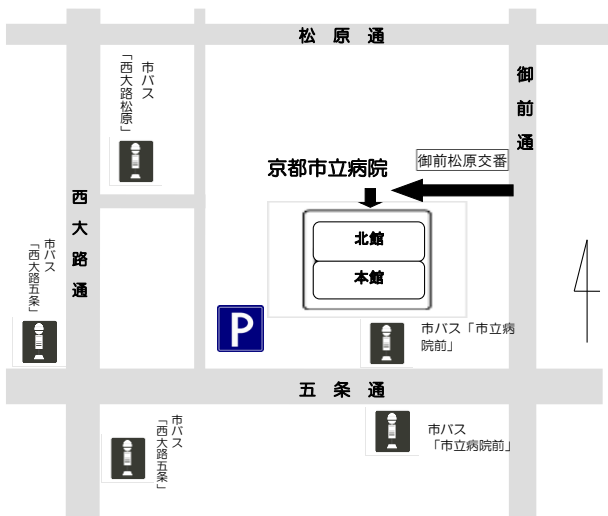 松原通
市バス
「西大路松原」
御前通
御前松原交番
京都市立病院
北館
本館
西大路通
市バス
「西大路五条」
P
市バス「市立病
院前」
五条通
市バス
「西大路五条」
市バス
「市立病院前」